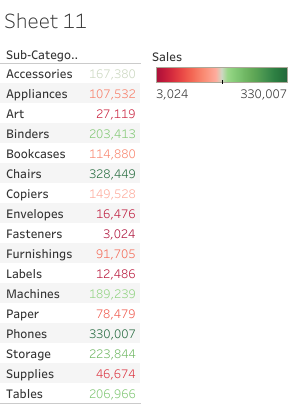 Sheet 11
Sub-Catego..
Accessories 167,380
Appliances 107,532
Art 27,119
Binders 203,413
Bookcases 114,880
Chairs 328,449
Copiers 149,528
Envelopes 16,476
Fasteners 3,024
Furnishings 91,705
Labels 12,486
Machines 189,239
Paper 78,479
Phones 330,007
Storage 223,844
Supplies 46,674
Tables 206,966
Sales
3,024 330,007